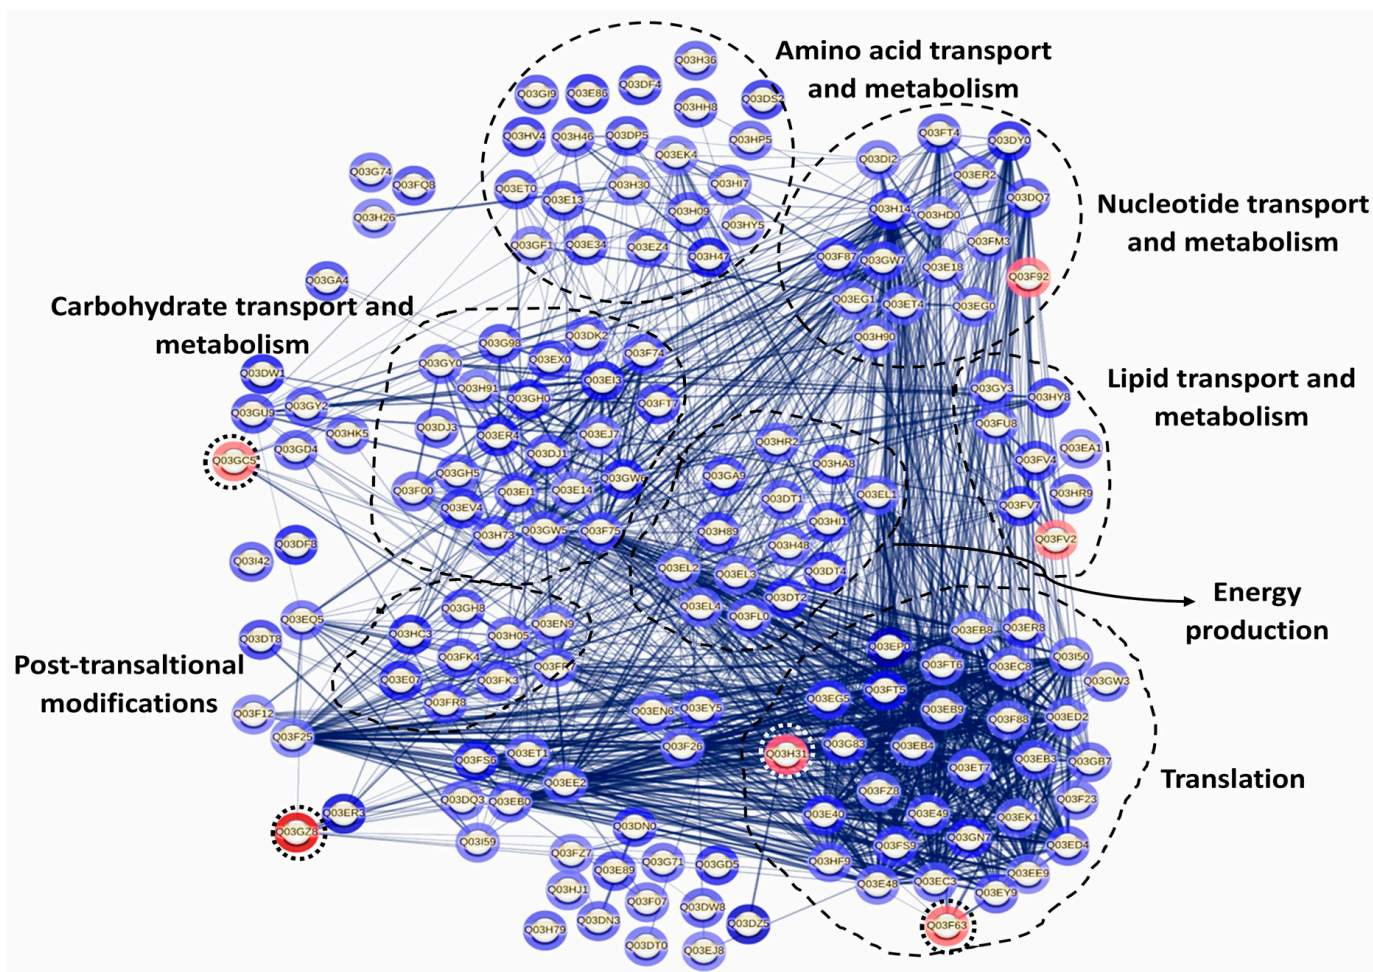 Amino acid transport
and metabolism
Nucleotide transport
and metabolism
Carbohydrate transport and
metabolism
Lipid transport and
metabolism
Energy
production
Post-transaltional
modifications
Translation
Q03H36
Q03GI9
Q03E86
Q03DF4
Q03HH8
Q03DS2
Q03HV4
Q03H46
Q03DP5
Q03EK4
Q03HP5
Q03ET0
Q03E13
Q03H30
Q03HI7
Q03H09
Q03HY5
Q03GF1
Q03E34
Q03EZ4
Q03H47
Q03G74
Q03FQ8
Q03H26
Q03GA4
Q03FT4
Q03DY0
Q03DI2
Q03ER2
Q03DQ7
Q03H14
Q03HD0
Q03FM3
Q03F87
Q03GW7
Q03E18
Q03F92
Q03EG1
Q03ET4
Q03EG0
Q03H90
Q03DW1
Q03GU9
Q03GY2
Q03HK5
Q03GD4
Q03GC5
Q03G98
Q03DK2
Q03GY0
Q03EX0
Q03F74
Q03H91
Q03GH0
Q03EI3
Q03FT7
Q03DJ3
Q03ER4
Q03EJ7
Q03DJ1
Q03GH5
Q03GW6
Q03F00
Q03EV4
Q03EI1
Q03E14
Q03H73
Q03GW5
Q03F75
Q03HR2
Q03GA9
Q03HA8
Q03DT1
Q03EL1
Q03H89
Q03HI1
Q03H48
Q03EL2
Q03EL3
Q03DT4
Q03EL4
Q03FL0
Q03DT2
Q03GY3
Q03HY8
Q03FU8
Q03EA1
Q03FV4
Q03FV7
Q03HR9
Q03FV2
Q03DF8
Q03I42
Q03EQ5
Q03DT8
Q03F12
Q03F25
Q03GZ8
Q03ER3
Q03GH8
Q03HC3
Q03H05
Q03EN9
Q03FK4
Q03FR7
Q03E07
Q03FK3
Q03FR8
Q03EN6
Q03EY5
Q03F26
Q03FS6
Q03ET1
Q03EE2
Q03DQ3
Q03EB0
Q03I59
Q03DN0
Q03FZ7
Q03E89
Q03G71
Q03GD5
Q03HJ1
Q03F07
Q03DW8
Q03DN3
Q03H79
Q03DT0
Q03EJ8
Q03DZ5
Q03EP0
Q03EB8
Q03ER8
Q03FT6
Q03EC8
Q03I50
Q03GW3
Q03EG5
Q03FT5
Q03EB9
Q03F88
Q03ED2
Q03H31
Q03G83
Q03EB4
Q03ET7
Q03EB3
Q03GB7
Q03FZ8
Q03F23
Q03E40
Q03E49
Q03EK1
Q03FS9
Q03GN7
Q03ED4
Q03HF9
Q03E48
Q03EC3
Q03EE9
Q03EY9
Q03F63